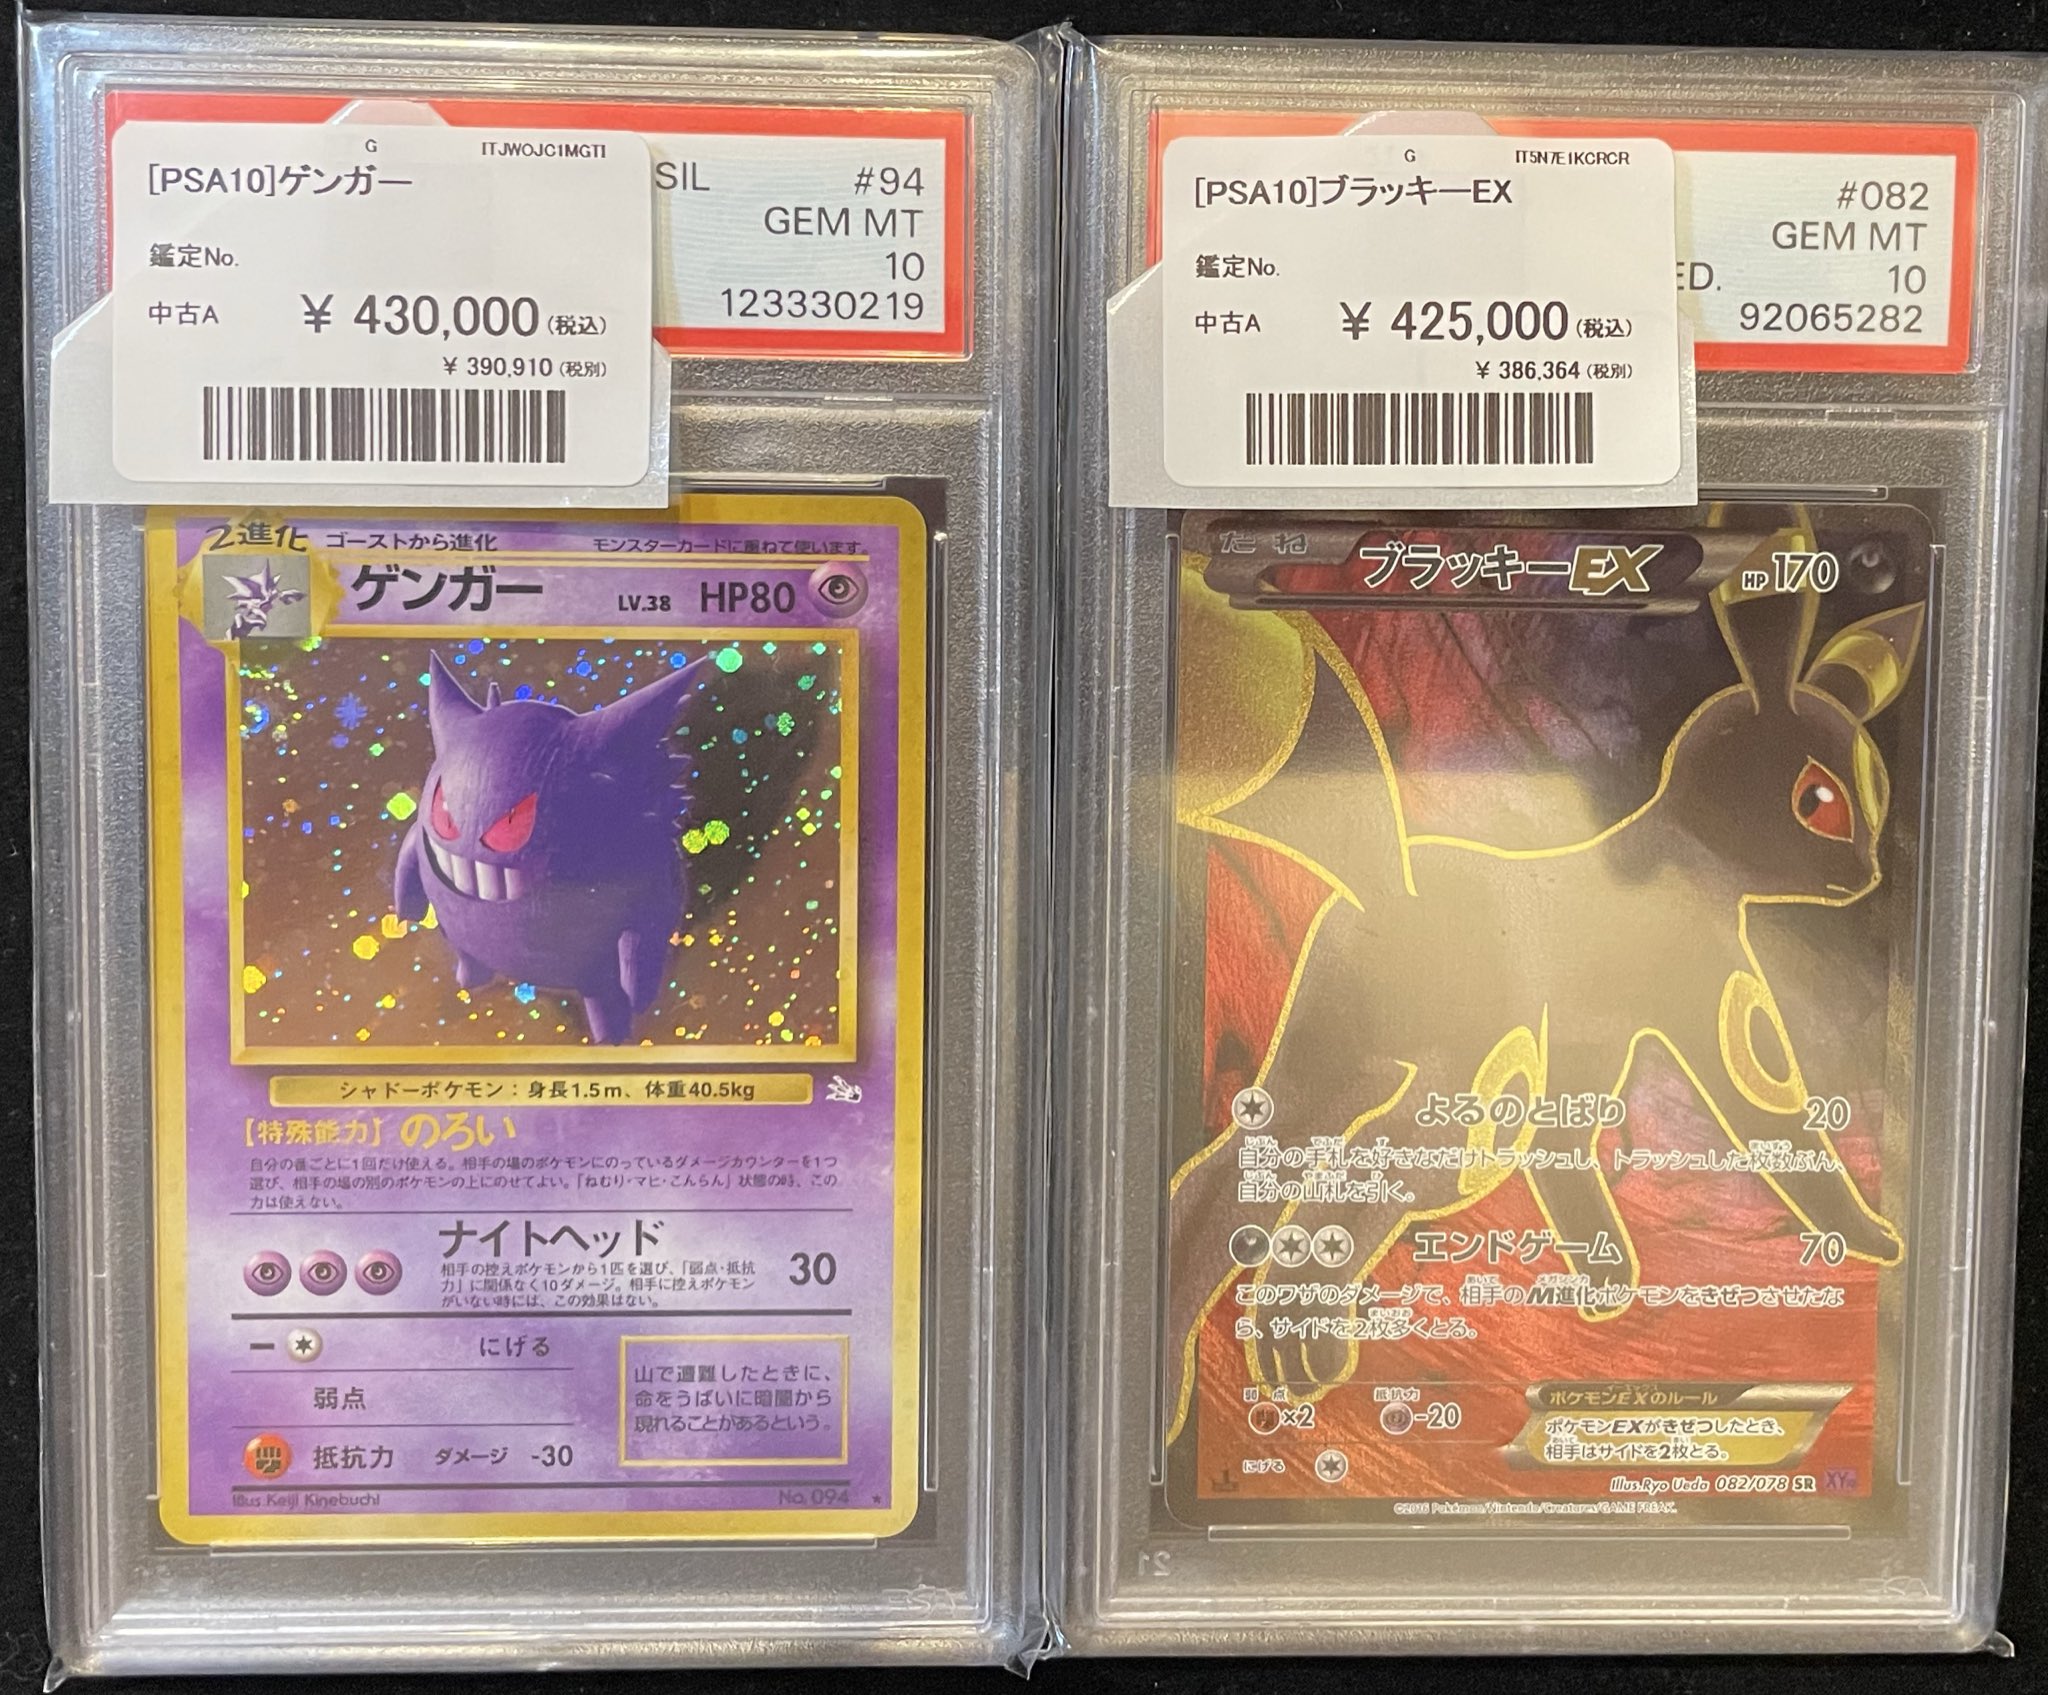 G
ITJWOJC1MGTI
[PSA10]ゲンガー
鑑定No.
中古A
¥ 430,000(税込)
¥ 390,910(税別)
SIL
#94
GEM MT
10
123330219
2進化
ゴーストから進化
モンスターカードに重ねて使います。
ゲンガー
LV.38
HP80
シャドーポケモン：身長1.5m、体重40.5kg
【特殊能力】のろい
自分の番ごとに1回だけ使える。相手の場のポケモンにのっているダメージカウンターを1つ
選び、相手の場の別のポケモンの上にのせてよい。「ねむり・マヒ・こんらん」状態の時、この
力は使えない。
ナイトヘッド
30
相手の控えポケモンから1匹を選び、「弱点・抵抗
力」に関係なく10ダメージ。相手に控えポケモン
がいない時には、この効果はない。
にげる
弱点
抵抗力 ダメージ -30
山で遭難したときに、
命をうばいに暗闇から
現れることがあるという。
Illus.Keiji Kinebuchi
No.094 ★
G
IT5N7E1KCRCR
[PSA10]ブラッキーEX
鑑定No.
中古A
¥ 425,000(税込)
¥ 386,364(税別)
#082
GEM MT
ED.
10
92065282
たね
ブラッキーEX
HP170
よるのとばり 20
自分の手札を好きなだけトラッシュし、トラッシュした枚数ぶん、
自分の山札を引く。
エンドゲーム 70
このワザのダメージで、相手のM進化ポケモンをきぜつさせたな
ら、サイドを2枚多くとる。
弱点
×2
抵抗力
-20
にげる
ポケモンEXのルール
ポケモンEXがきぜつしたとき、
相手はサイドを2枚とる。
Illus.Ryo Ueda 082/078 SR XY
©2016 Pokémon/Nintendo/Creatures/GAME FREAK.